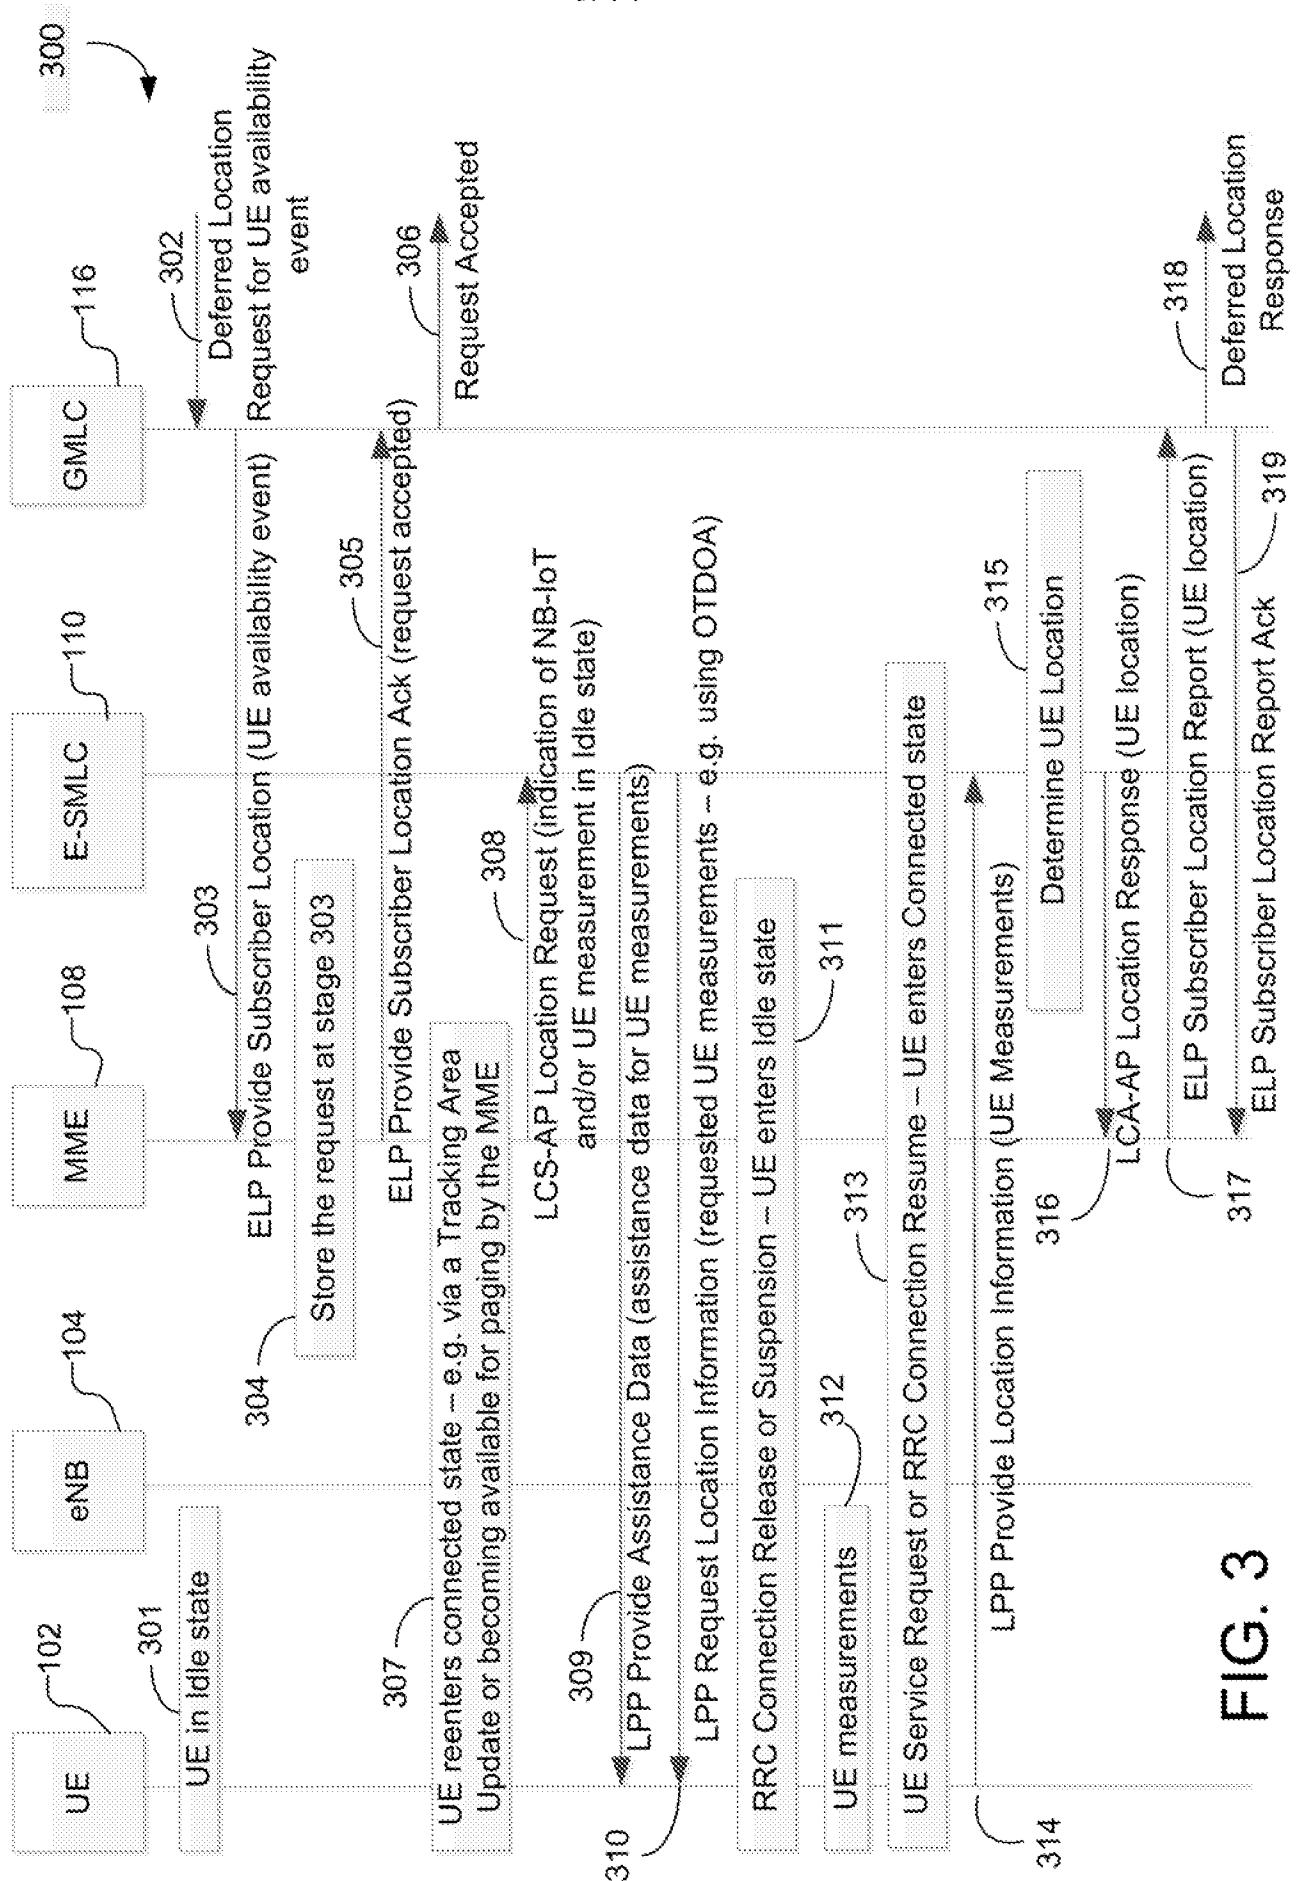 300
UE
102
eNB
104
MME
108
E-SMLC
110
GMLC
116
301
UE in Idle state
302
Deferred Location
Request for UE availability
event
303
ELP Provide Subscriber Location (UE availability event)
304
Store the request at stage 303
305
ELP Provide Subscriber Location Ack (request accepted)
306
Request Accepted
307
UE reenters connected state – e.g. via a Tracking Area
Update or becoming available for paging by the MME
308
LCS-AP Location Request (indication of NB-IoT
and/or UE measurement in Idle state)
309
LPP Provide Assistance Data (assistance data for UE measurements)
310
LPP Request Location Information (requested UE measurements – e.g. using OTDOA)
311
RRC Connection Release or Suspension – UE enters Idle state
312
UE measurements
313
UE Service Request or RRC Connection Resume – UE enters Connected state
314
LPP Provide Location Information (UE Measurements)
315
Determine UE Location
316
LCA-AP Location Response (UE location)
317
ELP Subscriber Location Report (UE location)
318
Deferred Location
Response
319
ELP Subscriber Location Report Ack
FIG. 3